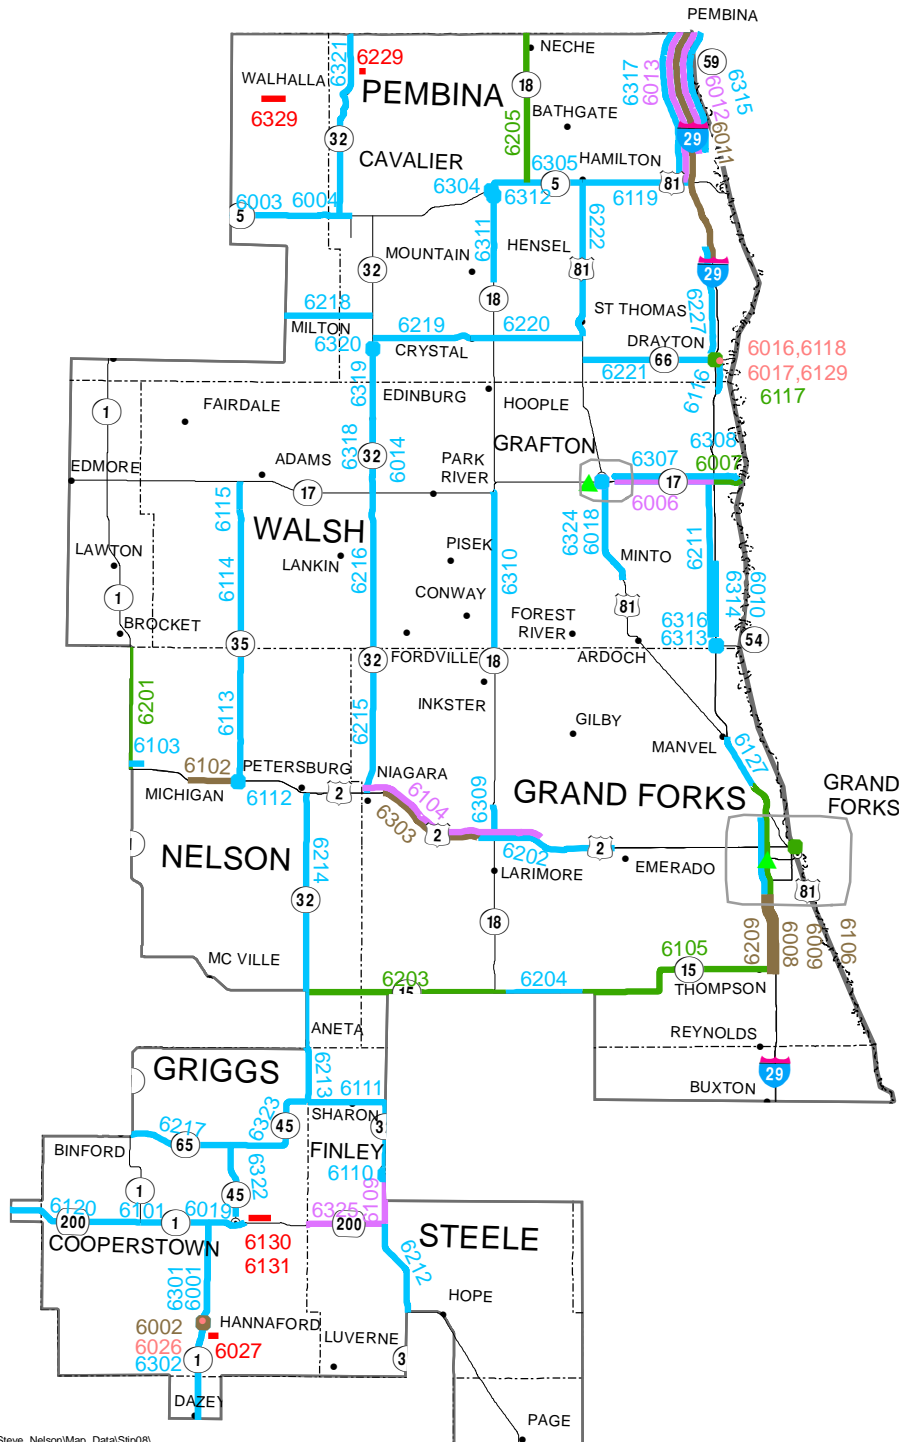 PEMBINA
6321
6229
NECHE
WALHALLA
PEMBINA
18
6317
6013
59
6315
6012
6011
6329
6205
BATHGATE
32
CAVALIER
29
6305
HAMILTON
6304
5
81
6003
6004
6312
6119
5
6311
HENSEL
6222
MOUNTAIN
32
81
29
18
6218
ST THOMAS
6227
MILTON
6219
6220
DRAYTON
6320
CRYSTAL
66
6016,6118
6221
6017,6129
6319
6116
6117
EDINBURG
HOOPLE
1
FAIRDALE
GRAFTON
6318
32
6014
6308
EDMORE
ADAMS
PARK
RIVER
6307
6007
17
17
6006
6115
WALSH
6324
6018
6211
LAWTON
LANKIN
PISEK
MINTO
6114
6216
6310
6314
6010
1
CONWAY
81
BROCKET
FOREST
RIVER
6316
6313
54
35
32
FORDVILLE
18
ARDOCH
6201
6113
6215
INKSTER
GILBY
6103
MANVEL
6127
6102
PETERSBURG
NIAGARA
MICHIGAN
6112
2
6104
6303
6309
GRAND FORKS
GRAND
FORKS
2
2
6202
NELSON
6214
LARIMORE
EMERADO
81
32
18
6209
6008
6009
6106
MC VILLE
6105
6203
6204
15
15
THOMPSON
ANETA
REYNOLDS
GRIGGS
6213
29
6111
BUXTON
6323
SHARON
45
3
6217
65
FINLEY
BINFORD
6322
6110
1
45
6109
6120
6101
6019
6325
200
1
200
STEELE
COOPERSTOWN
6130
6131
6212
6301
6001
HOPE
6002
HANNAFORD
6026
6027
LUVERNE
6302
1
3
DAZEY
PAGE
Steve_Nelson\Map_Data\Stip08\